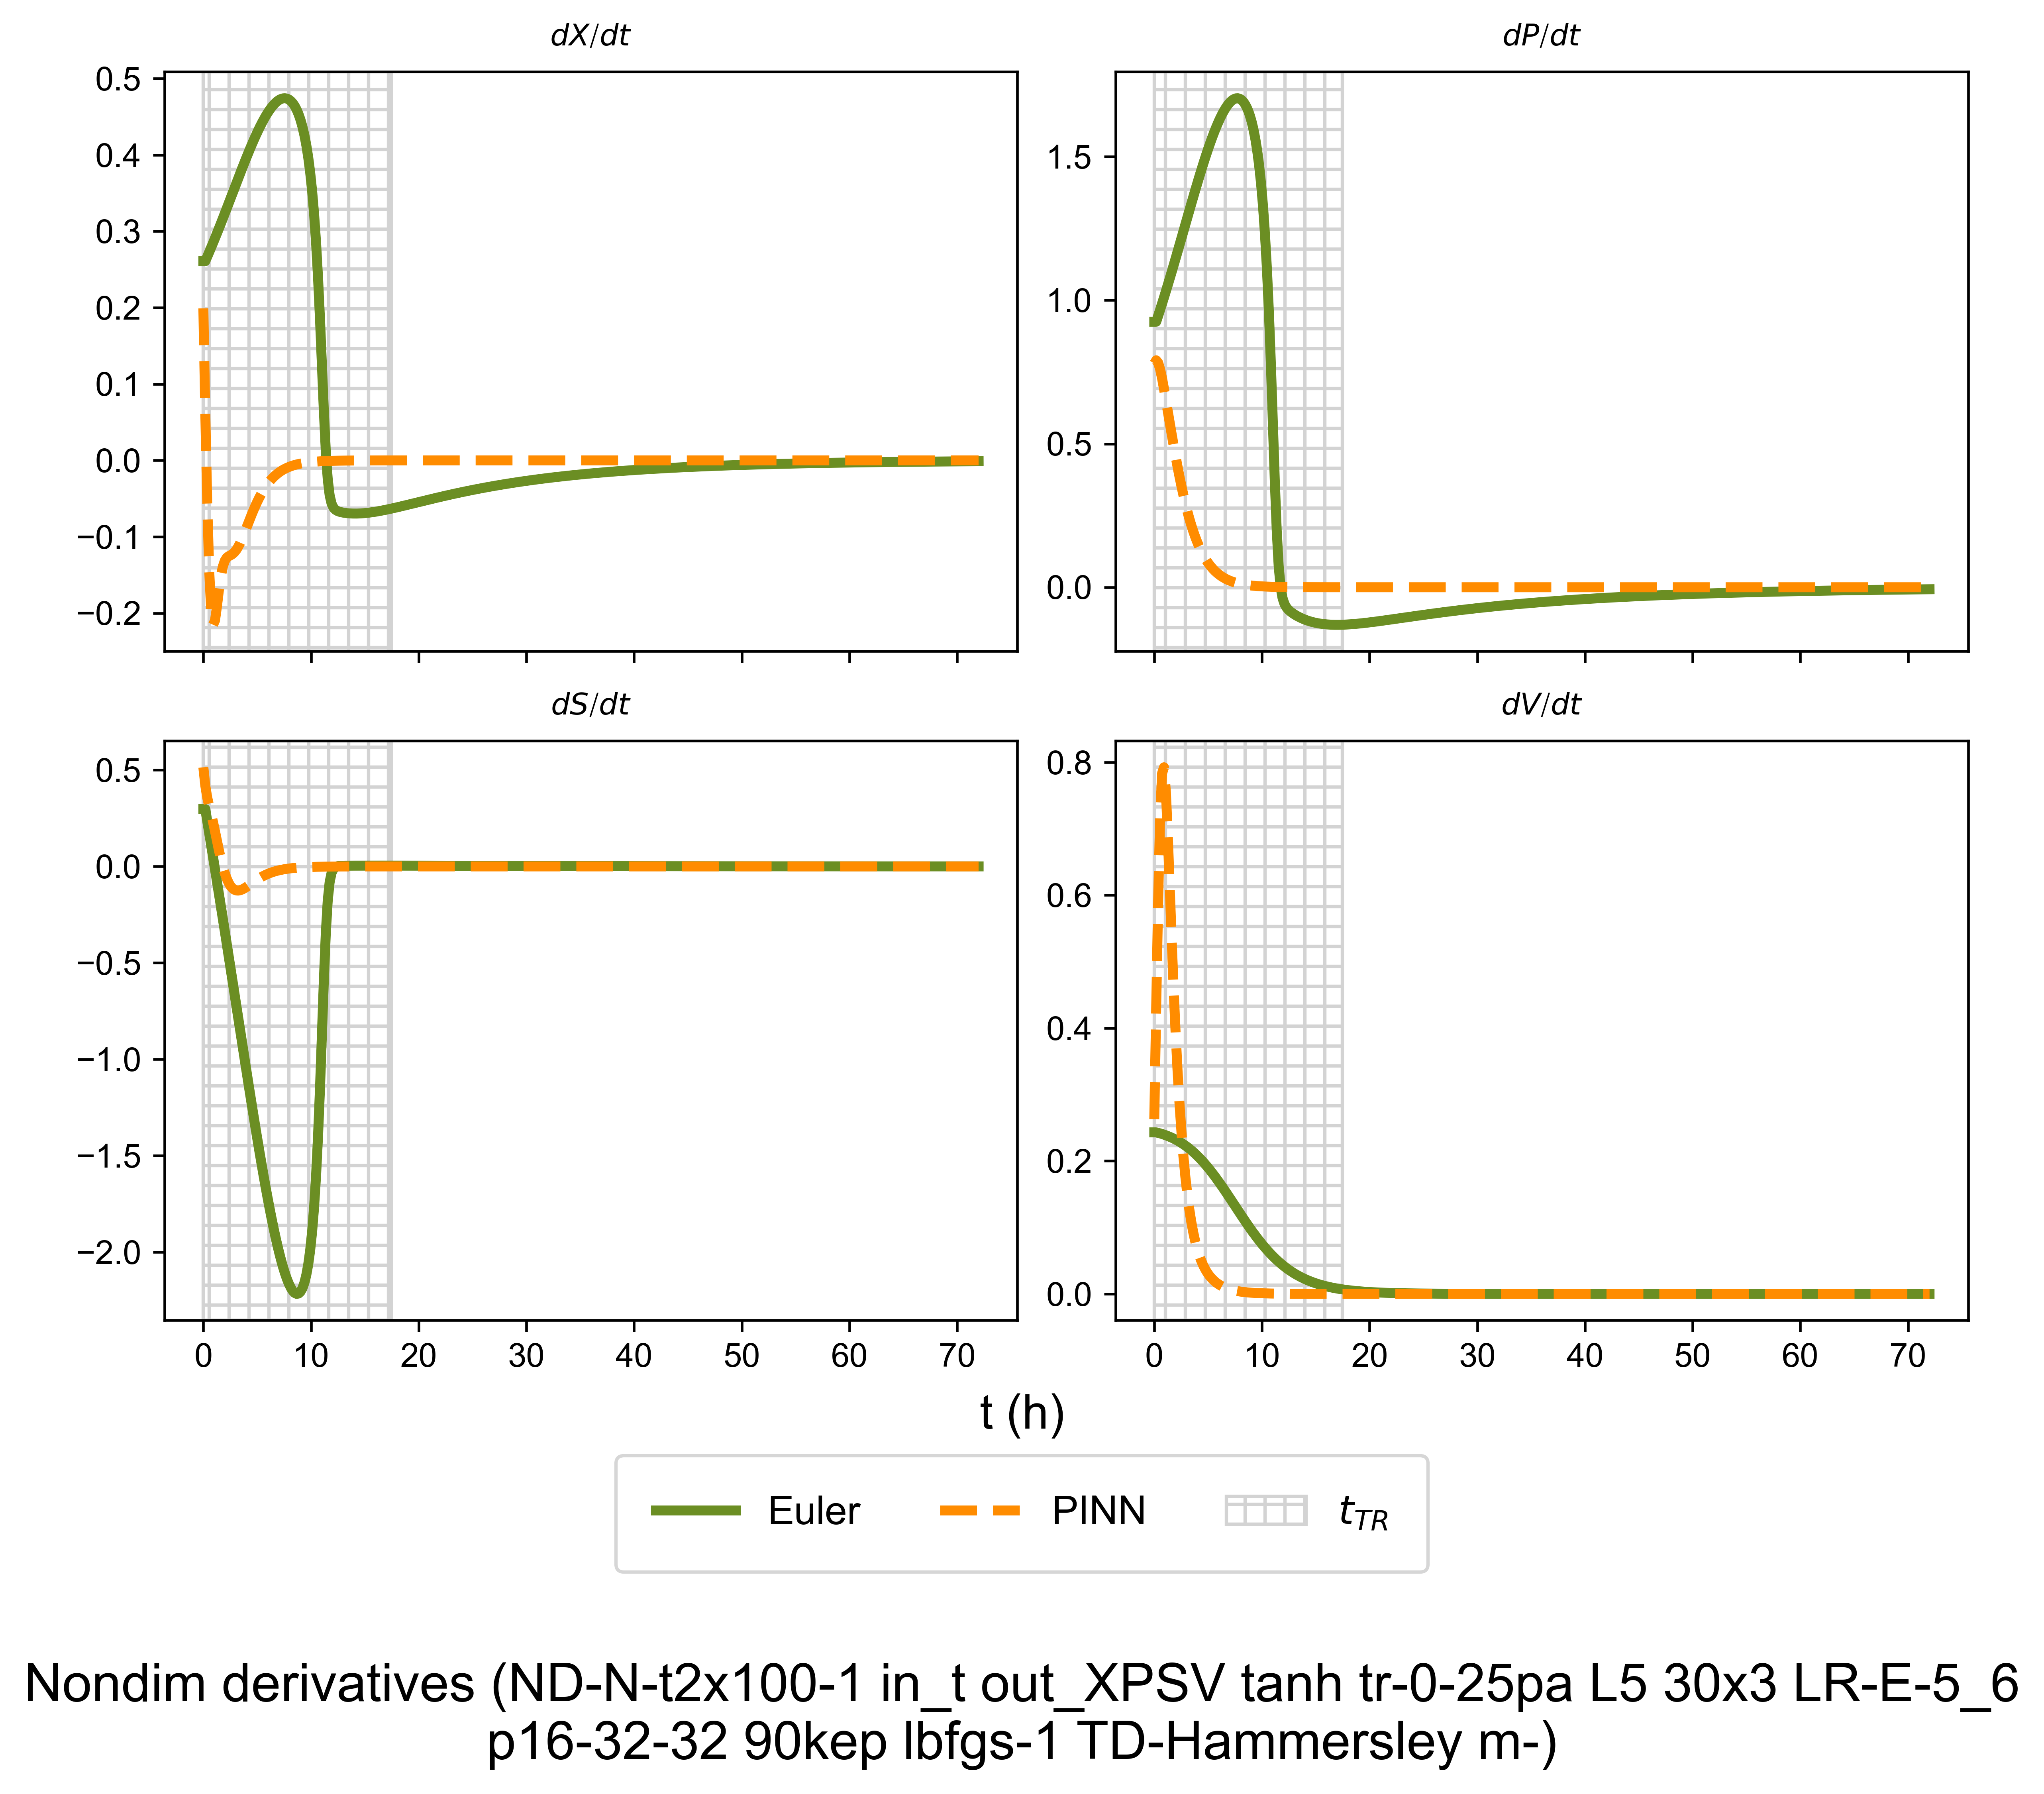 dX/dt
dP/dt
0.5
0.4
0.3
0.2
0.1
0.0
−0.1
−0.2
1.5
1.0
0.5
0.0
dS/dt
dV/dt
0.5
0.0
−0.5
−1.0
−1.5
−2.0
0.8
0.6
0.4
0.2
0.0
0 10 20 30 40 50 60 70
0 10 20 30 40 50 60 70
t (h)
Euler PINN t_{TR}
Nondim derivatives (ND-N-t2x100-1 in_t out_XPSV tanh tr-0-25pa L5 30x3 LR-E-5_6
p16-32-32 90kep lbfgs-1 TD-Hammersley m-)